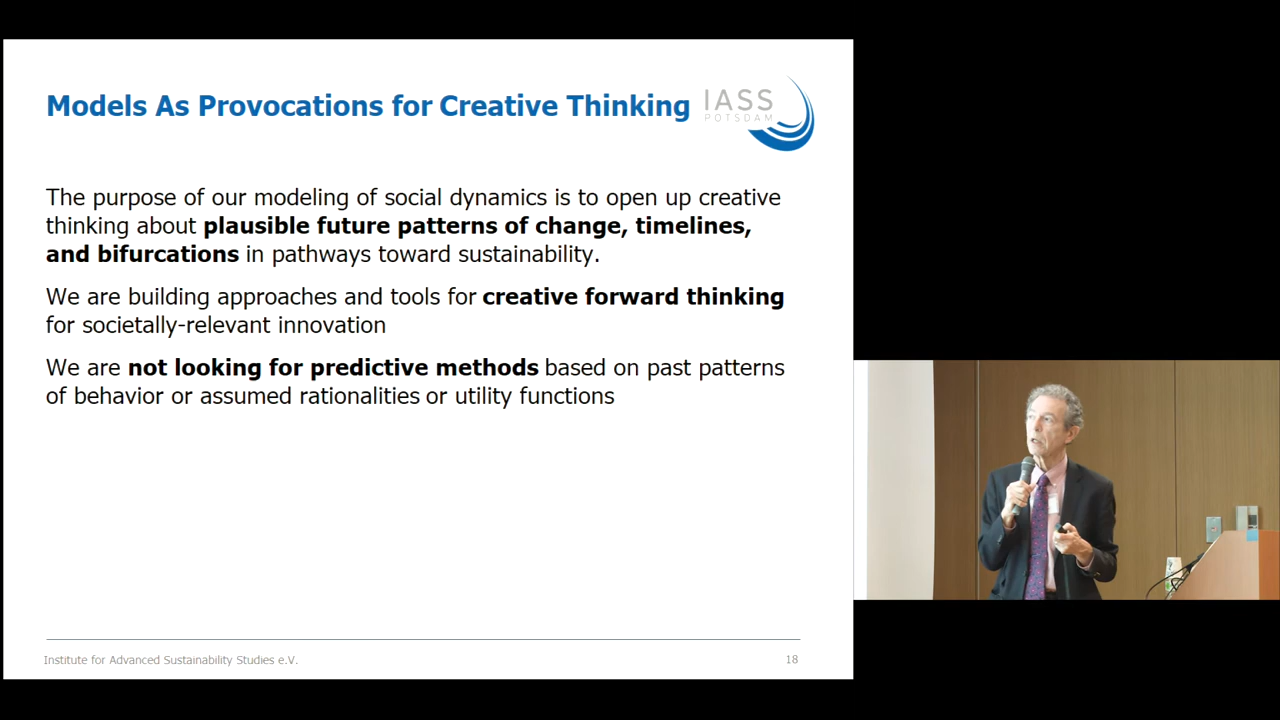 Models As Provocations for Creative Thinking
IASS
POTSDAM
The purpose of our modeling of social dynamics is to open up creative
thinking about plausible future patterns of change, timelines,
and bifurcations in pathways toward sustainability.
We are building approaches and tools for creative forward thinking
for societally-relevant innovation
We are not looking for predictive methods based on past patterns
of behavior or assumed rationalities or utility functions
Institute for Advanced Sustainability Studies e.V.
18